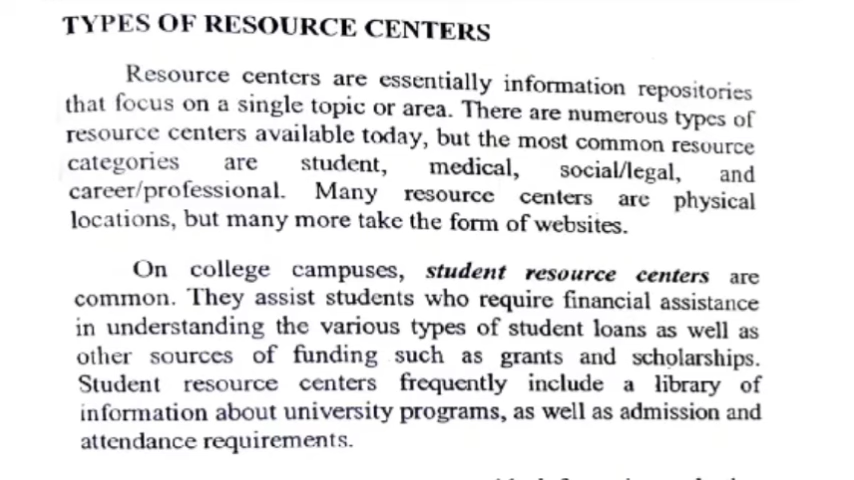 TYPES OF RESOURCE CENTERS
Resource centers are essentially information repositories
that focus on a single topic or area. There are numerous types of
resource centers available today, but the most common resource
categories are student, medical, social/legal, and
career/professional. Many resource centers are physical
locations, but many more take the form of websites.
On college campuses, student resource centers are
common. They assist students who require financial assistance
in understanding the various types of student loans as well as
other sources of funding such as grants and scholarships.
Student resource centers frequently include a library of
information about university programs, as well as admission and
attendance requirements.